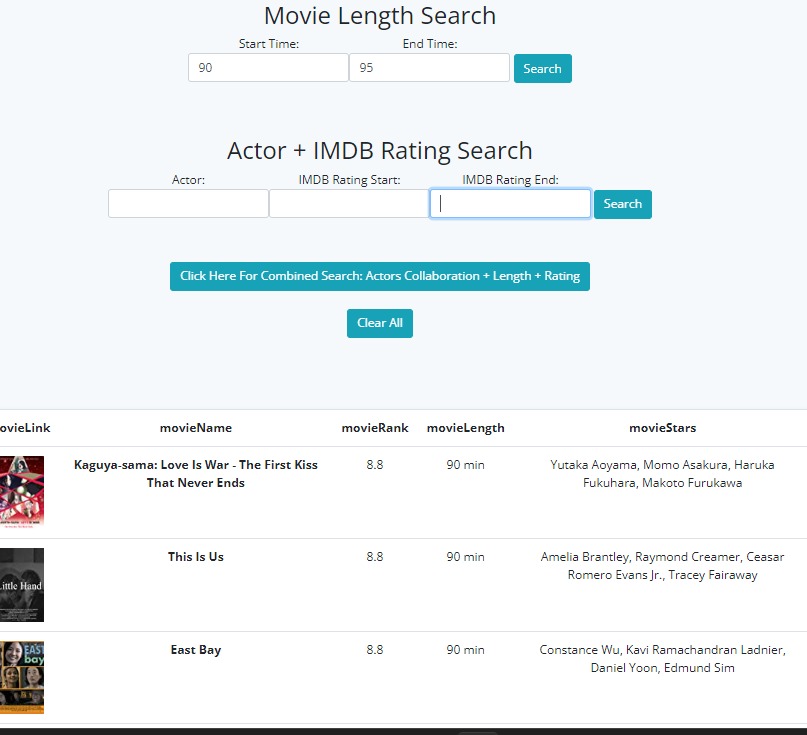 Movie Length Search
Start Time: End Time:
90 95 Search
Actor + IMDB Rating Search
Actor: IMDB Rating Start: IMDB Rating End:
Search
Click Here For Combined Search: Actors Collaboration + Length + Rating
Clear All
ovieLink movieName movieRank movieLength movieStars
Kaguya-sama: Love Is War - The First Kiss 8.8 90 min Yutaka Aoyama, Momo Asakura, Haruka
That Never Ends Fukuhara, Makoto Furukawa
This Is Us 8.8 90 min Amelia Brantley, Raymond Creamer, Ceasar
Little Hand Romero Evans Jr., Tracey Fairaway
East Bay 8.8 90 min Constance Wu, Kavi Ramachandran Ladnier,
EAST Daniel Yoon, Edmund Sim
bay